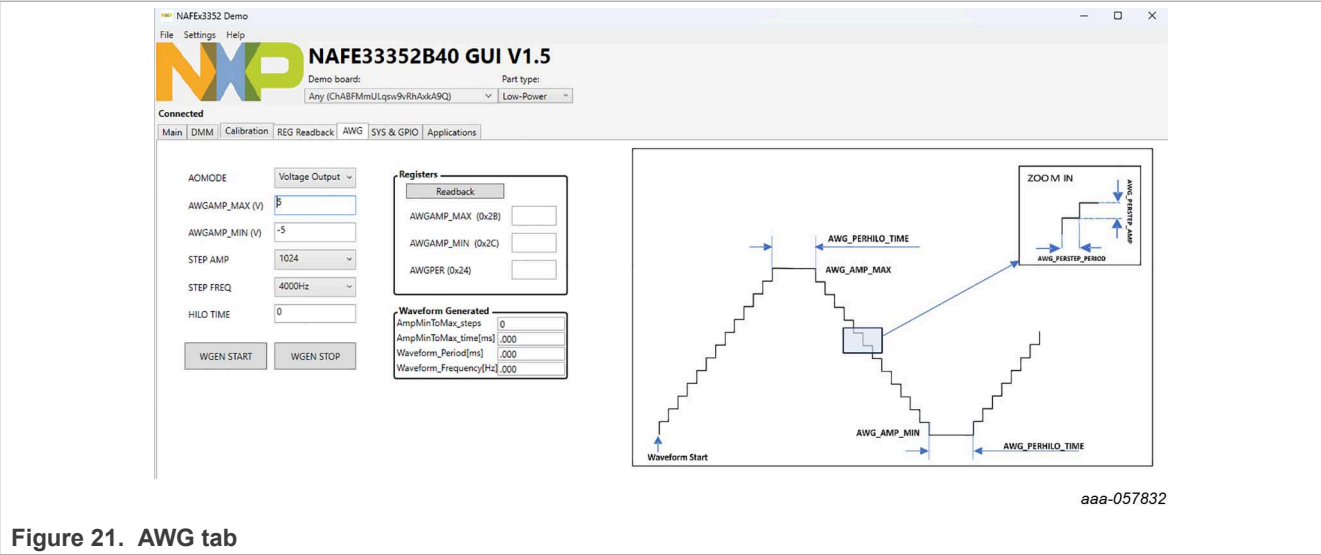 NAFEx3352 Demo
File Settings Help
NXP
NAFE33352B40 GUI V1.5
Demo board: Part type:
Any (ChABFMmULqsw9vRhAxkA9Q) Low-Power
Connected
Main DMM Calibration REG Readback AWG SYS & GPIO Applications
AOMODE Voltage Output
AWGAMP_MAX (V) 5
AWGAMP_MIN (V) -5
STEP AMP 1024
STEP FREQ 4000Hz
HILO TIME 0
WGEN START WGEN STOP
Registers
Readback
AWGAMP_MAX (0x2B)
AWGAMP_MIN (0x2C)
AWGPER (0x24)
Waveform Generated
AmpMinToMax_steps 0
AmpMinToMax_time[ms] .000
Waveform_Period[ms] .000
Waveform_Frequency[Hz] .000
ZOOM IN
AWG_PERSTEP_AMP
AWG_PERSTEP_PERIOD
AWG_PERHILO_TIME
AWG_AMP_MAX
AWG_AMP_MIN
AWG_PERHILO_TIME
Waveform Start
aaa-057832
Figure 21. AWG tab